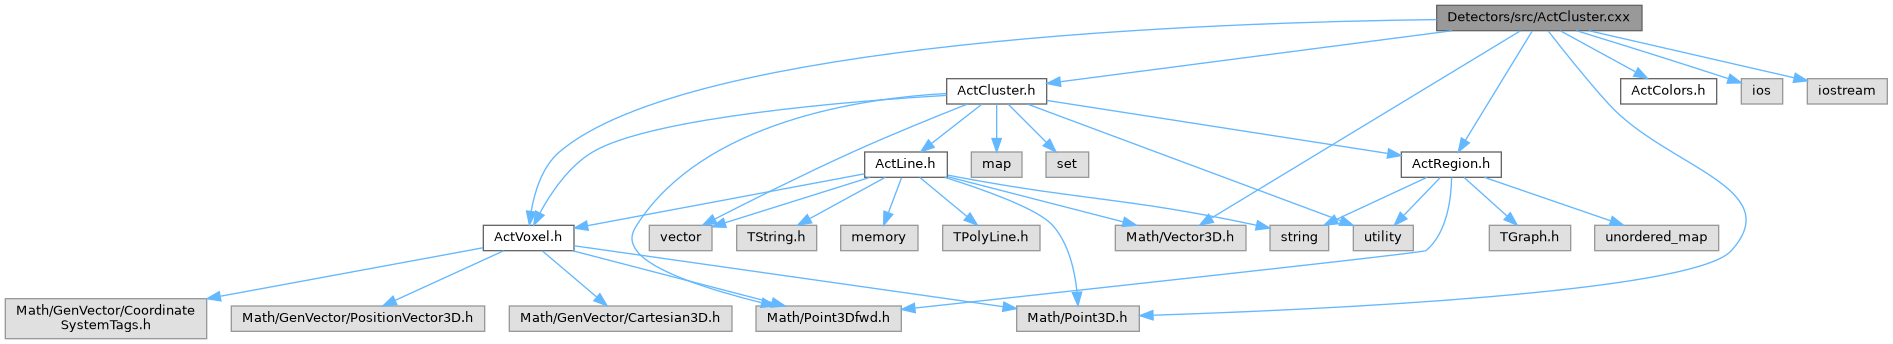 Detectors/src/ActCluster.cxx
ActCluster.h
ActColors.h
ios
iostream
ActLine.h
map
set
ActRegion.h
ActVoxel.h
vector
TString.h
memory
TPolyLine.h
Math/Vector3D.h
string
utility
TGraph.h
unordered_map
Math/GenVector/Coordinate
SystemTags.h
Math/GenVector/PositionVector3D.h
Math/GenVector/Cartesian3D.h
Math/Point3Dfwd.h
Math/Point3D.h